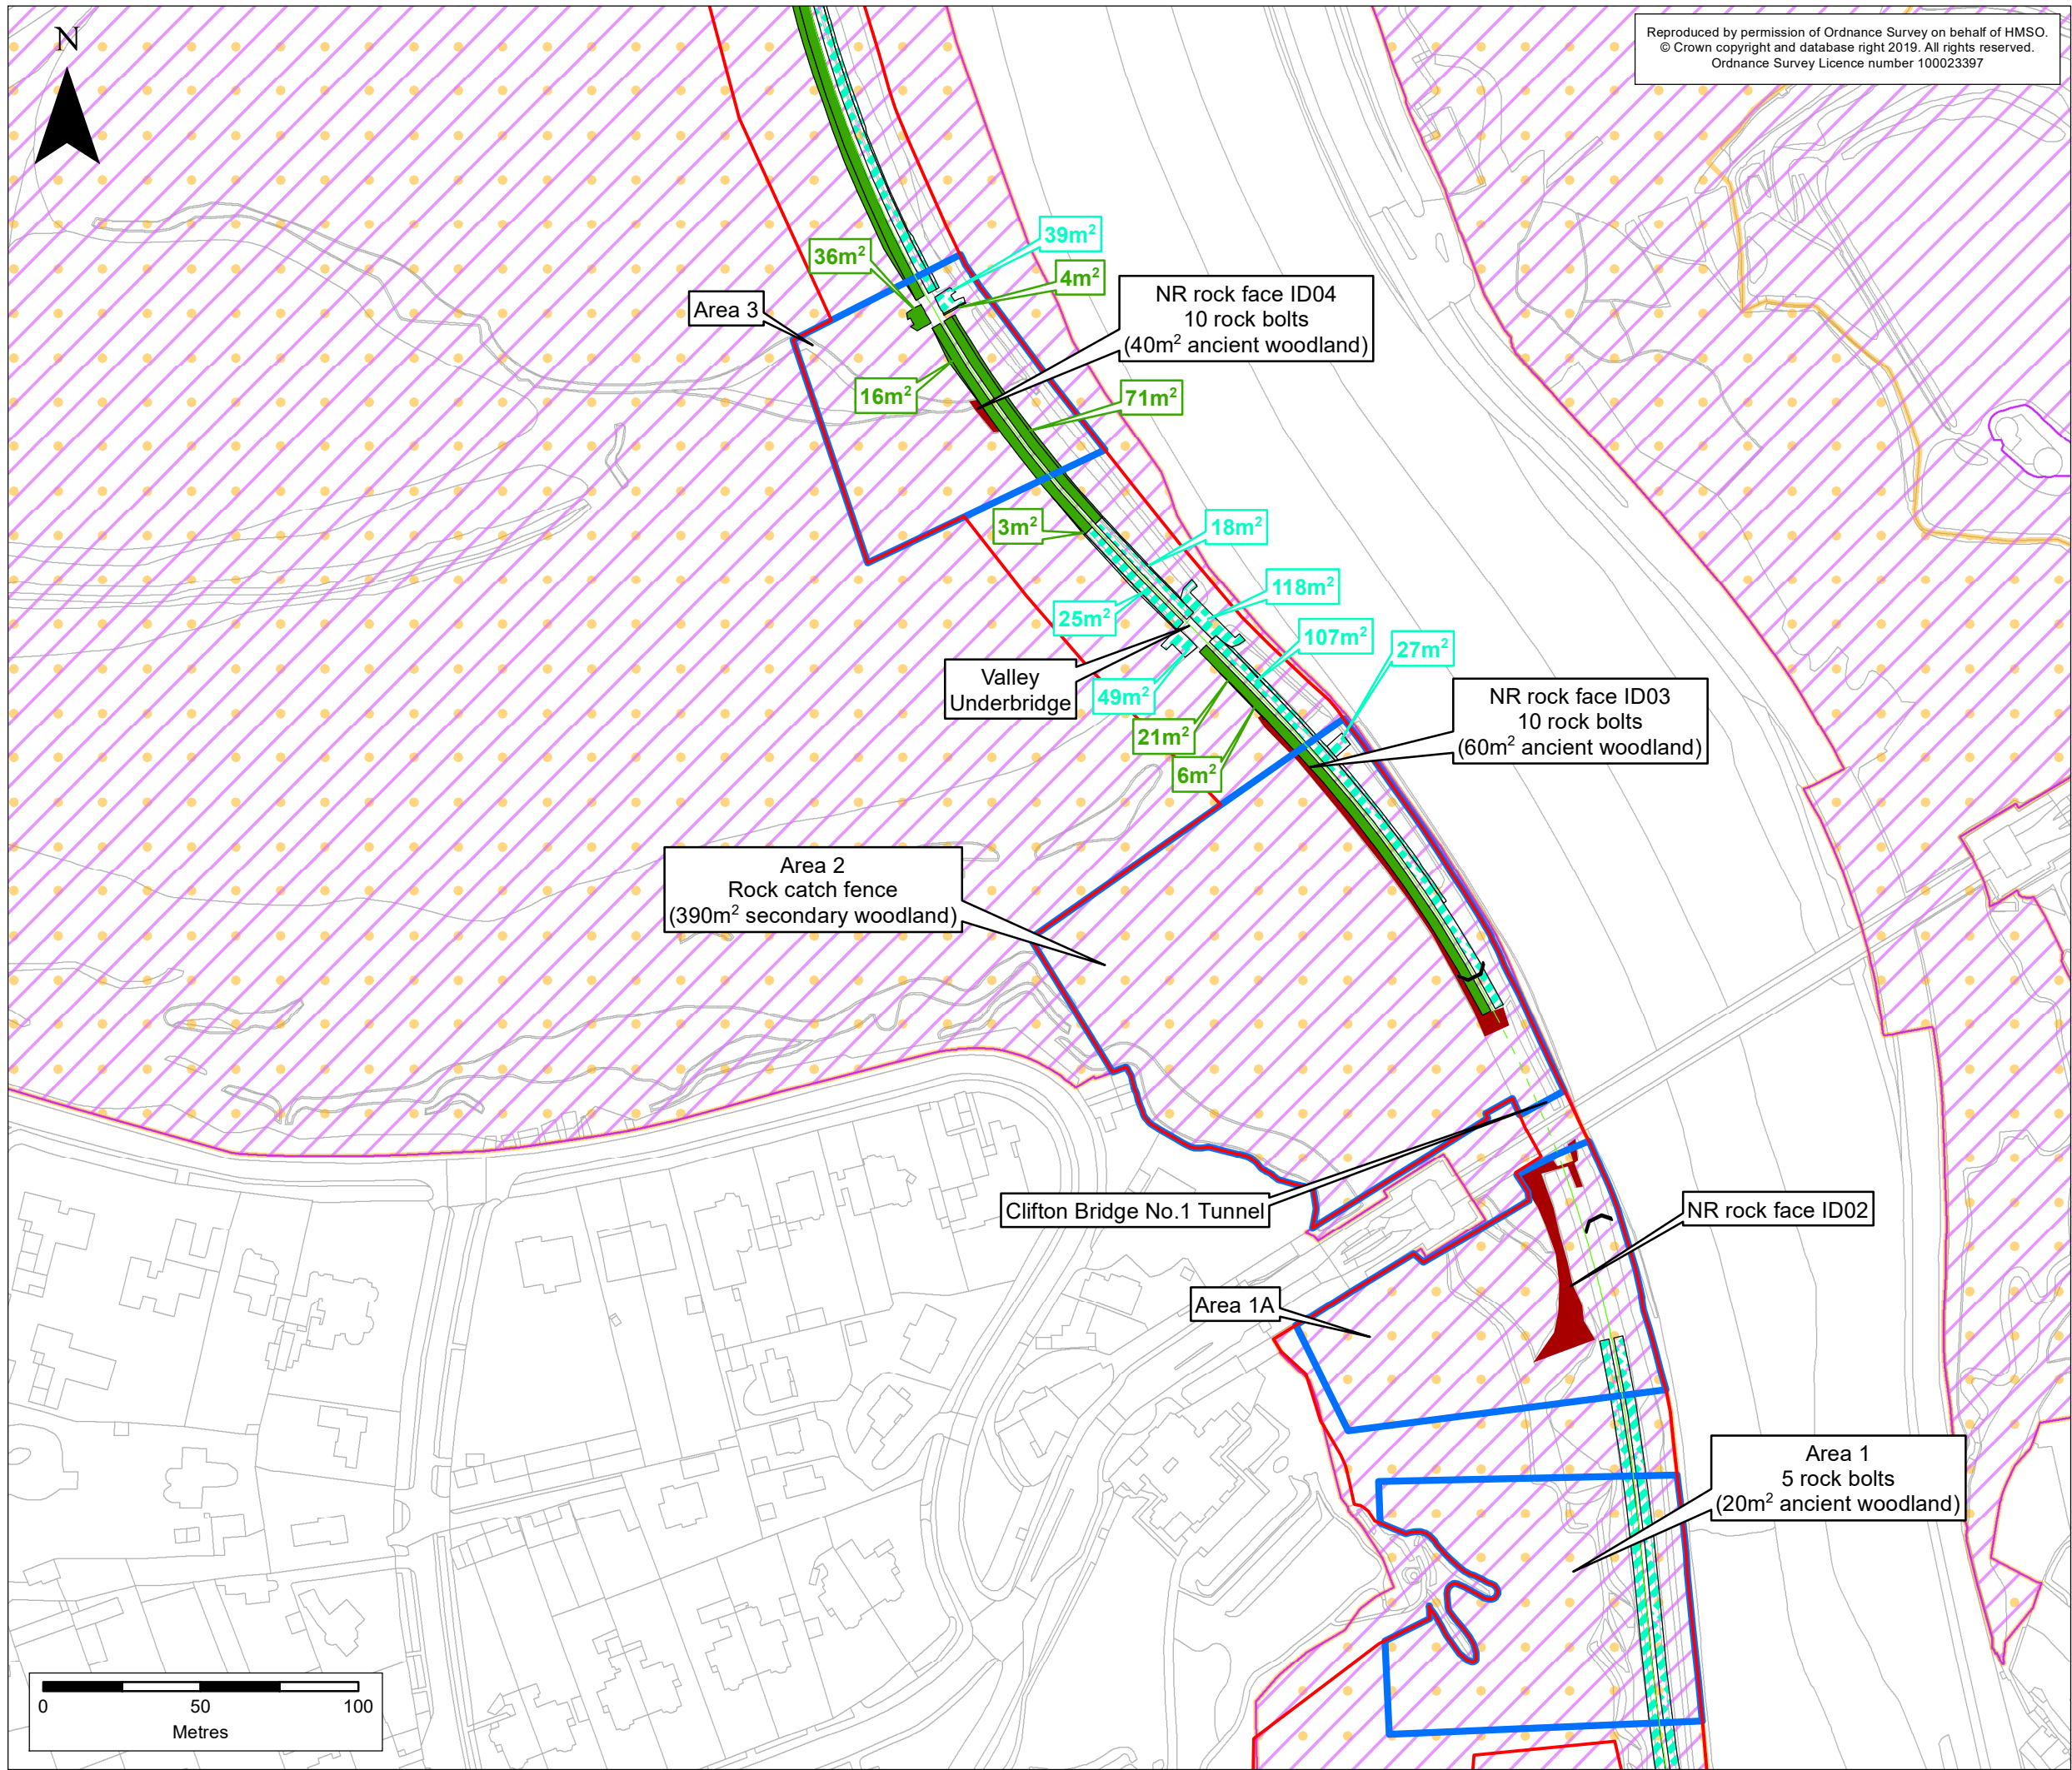 N
Reproduced by permission of Ordnance Survey on behalf of HMSO.
© Crown copyright and database right 2019. All rights reserved.
Ordnance Survey Licence number 100023397
39m²
36m²
4m²
Area 3
NR rock face ID04
10 rock bolts
(40m² ancient woodland)
16m²
71m²
3m²
18m²
118m²
25m²
107m²
27m²
Valley
Underbridge
49m²
21m²
6m²
NR rock face ID03
10 rock bolts
(60m² ancient woodland)
Area 2
Rock catch fence
(390m² secondary woodland)
Clifton Bridge No.1 Tunnel
NR rock face ID02
Area 1A
Area 1
5 rock bolts
(20m² ancient woodland)
0 50 100
Metres